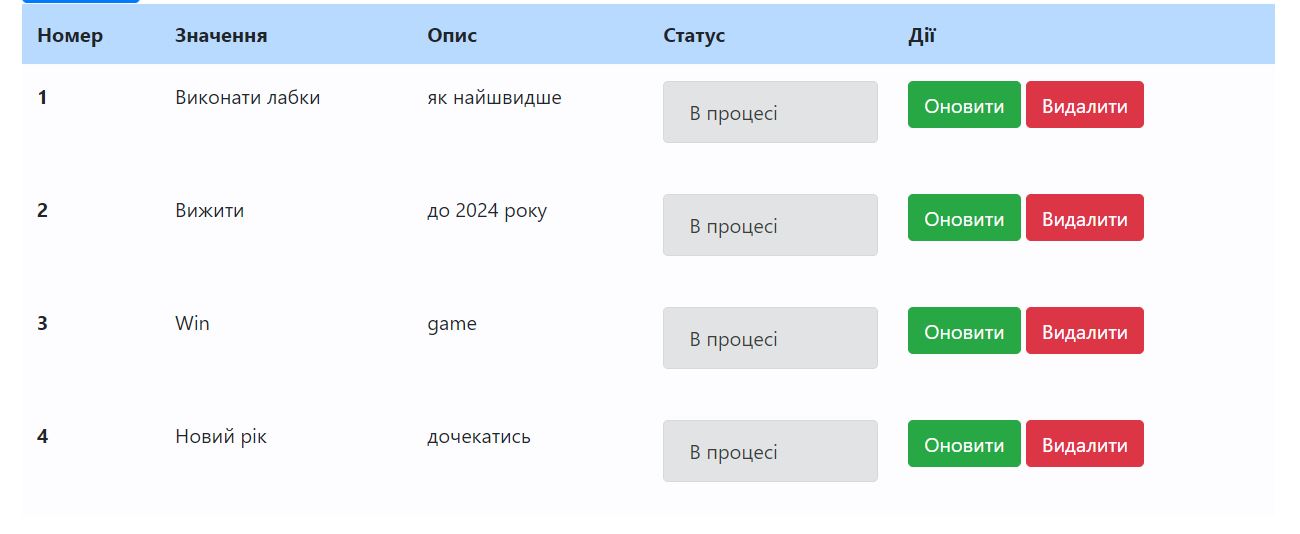 Номер Значення Опис Статус Дії
1 Виконати лабки як найшвидше В процесі Оновити Видалити
2 Вижити до 2024 року В процесі Оновити Видалити
3 Win game В процесі Оновити Видалити
4 Новий рік дочекатись В процесі Оновити Видалити